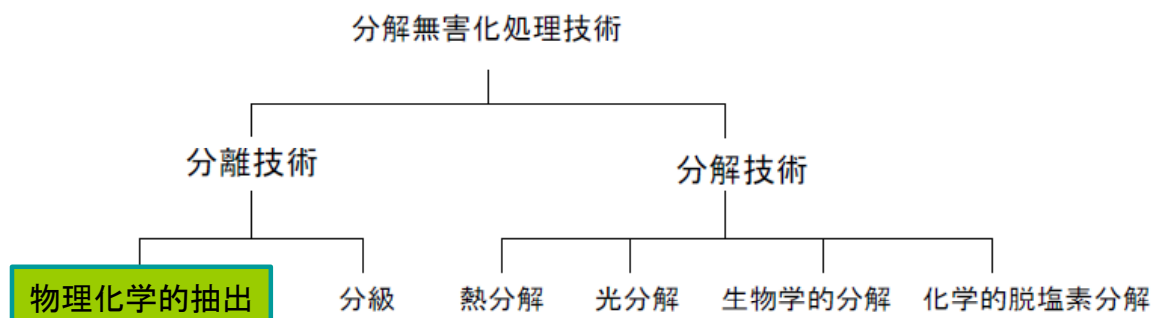 分解無害化処理技術
分離技術
分解技術
物理化学的抽出
分級
熱分解
光分解
生物学的分解
化学的脱塩素分解